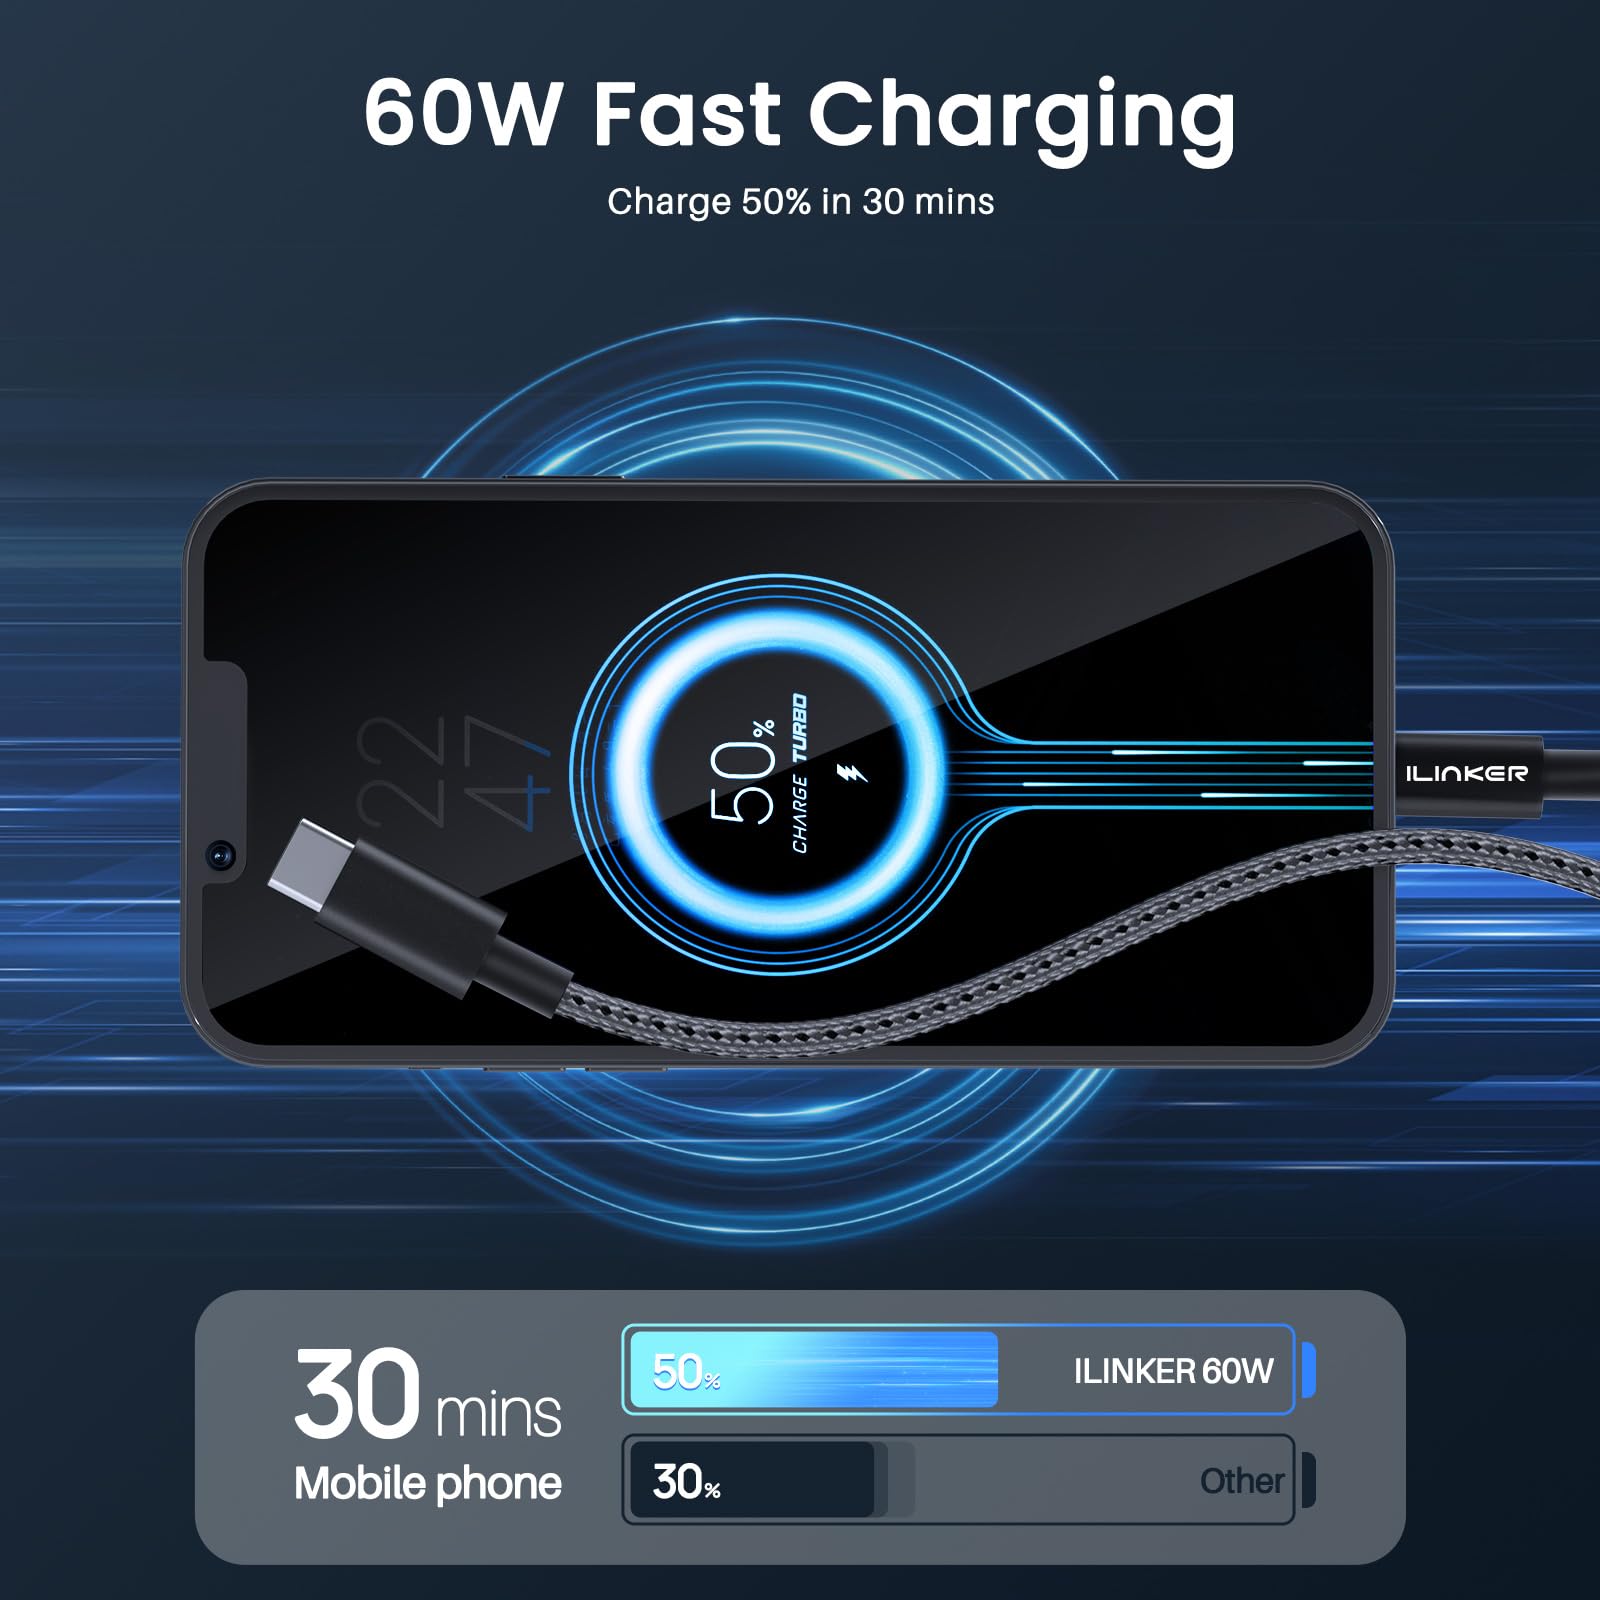 60W Fast Charging
Charge 50% in 30 mins
22
47
50%
CHARGE TURBO
ILINKER
30 mins
Mobile phone
50%
ILINKER 60W
30%
Other